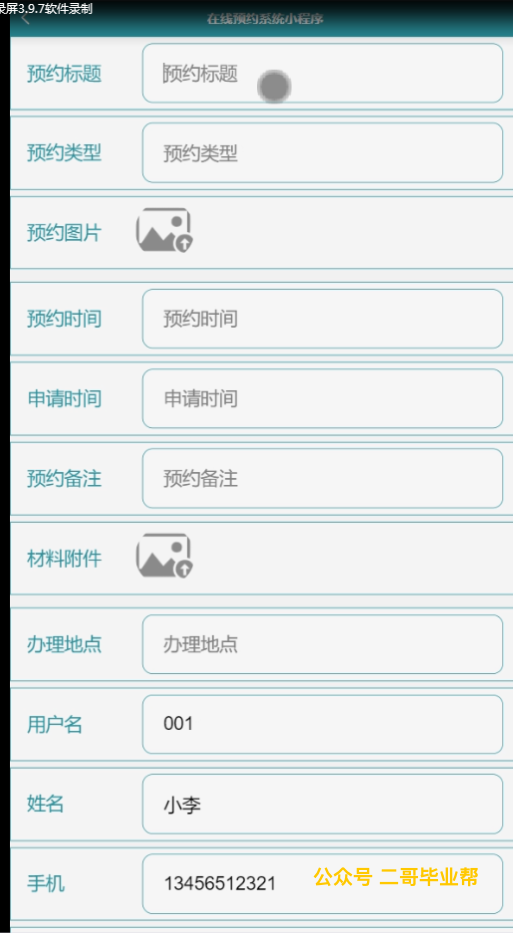 录屏3.9.7软件录制
在线预约系统小程序
预约标题 预约标题
预约类型 预约类型
预约图片
预约时间 预约时间
申请时间 申请时间
预约备注 预约备注
材料附件
办理地点 办理地点
用户名 001
姓名 小李
手机 13456512321
公众号 二哥毕业帮